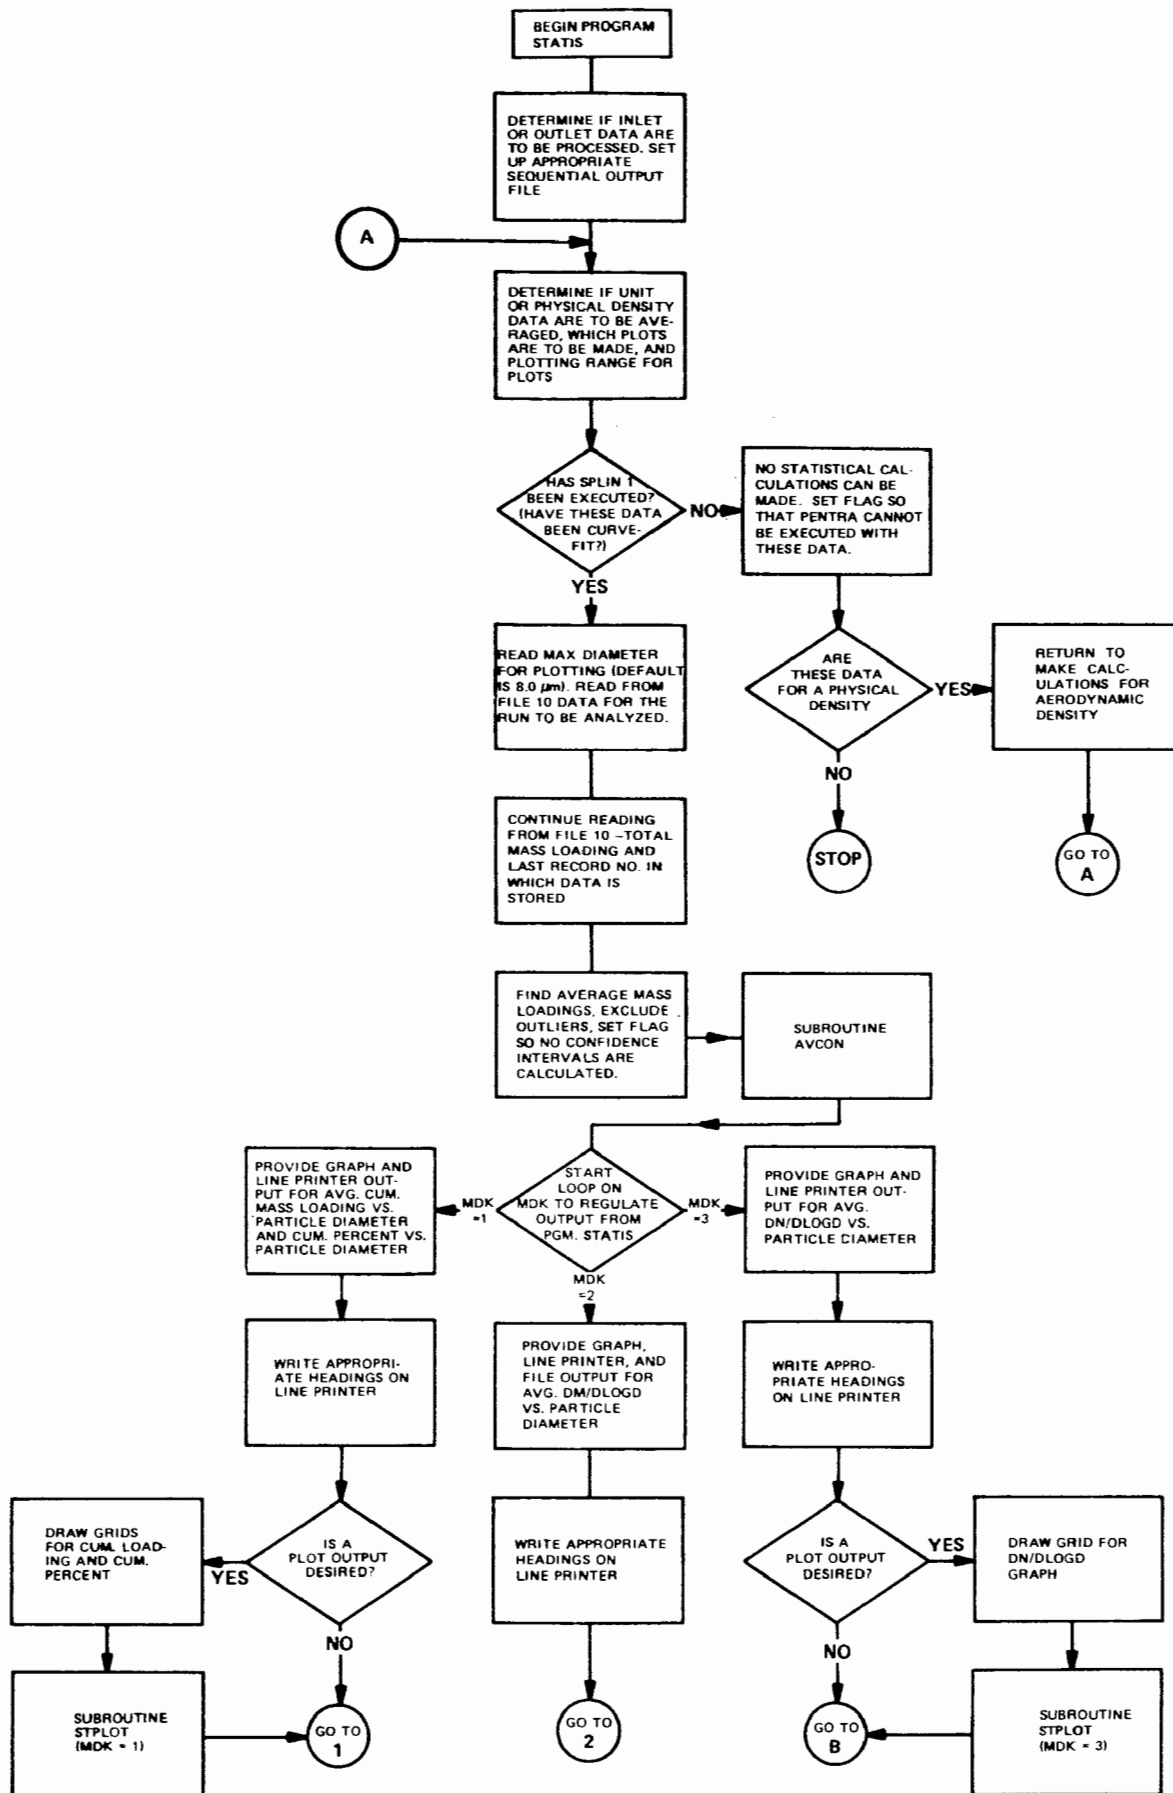 BEGIN PROGRAM
STATIS
DETERMINE IF INLET
OR OUTLET DATA ARE
TO BE PROCESSED. SET
UP APPROPRIATE
SEQUENTIAL OUTPUT
FILE
A
DETERMINE IF UNIT
OR PHYSICAL DENSITY
DATA ARE TO BE AVE-
RAGED, WHICH PLOTS
ARE TO BE MADE, AND
PLOTTING RANGE FOR
PLOTS
HAS SPLIN 1
BEEN EXECUTED?
(HAVE THESE DATA
BEEN CURVE-
FIT?)
NO
NO STATISTICAL CAL-
CULATIONS CAN BE
MADE. SET FLAG SO
THAT PENTRA CANNOT
BE EXECUTED WITH
THESE DATA.
YES
READ MAX DIAMETER
FOR PLOTTING (DEFAULT
IS 8.0 µm). READ FROM
FILE 10 DATA FOR THE
RUN TO BE ANALYZED.
ARE
THESE DATA
FOR A PHYSICAL
DENSITY
YES
RETURN TO
MAKE CALC-
ULATIONS FOR
AERODYNAMIC
DENSITY
NO
STOP
GO TO
A
CONTINUE READING
FROM FILE 10 -TOTAL
MASS LOADING AND
LAST RECORD NO. IN
WHICH DATA IS
STORED
FIND AVERAGE MASS
LOADINGS, EXCLUDE
OUTLIERS, SET FLAG
SO NO CONFIDENCE
INTERVALS ARE
CALCULATED.
SUBROUTINE
AVCON
START
LOOP ON
MDK TO REGULATE
OUTPUT FROM
PGM. STATIS
MDK
=1
PROVIDE GRAPH AND
LINE PRINTER OUT-
PUT FOR AVG. CUM.
MASS LOADING VS.
PARTICLE DIAMETER
AND CUM. PERCENT VS.
PARTICLE DIAMETER
MDK
=3
PROVIDE GRAPH AND
LINE PRINTER OUT-
PUT FOR AVG.
DN/DLOGD VS.
PARTICLE DIAMETER
MDK
=2
WRITE APPROPRI-
ATE HEADINGS ON
LINE PRINTER
PROVIDE GRAPH,
LINE PRINTER, AND
FILE OUTPUT FOR
AVG. DM/DLOGD
VS. PARTICLE
DIAMETER
WRITE APPRO-
PRIATE HEADINGS
ON LINE PRINTER
DRAW GRIDS
FOR CUM. LOAD-
ING AND CUM.
PERCENT
YES
IS A
PLOT OUTPUT
DESIRED?
WRITE APPROPRIATE
HEADINGS ON
LINE PRINTER
IS A
PLOT OUTPUT
DESIRED?
YES
DRAW GRID FOR
DN/DLOGD
GRAPH
NO
NO
SUBROUTINE
STPLOT
(MDK = 1)
GO TO
1
GO TO
2
GO TO
B
SUBROUTINE
STPLOT
(MDK = 3)